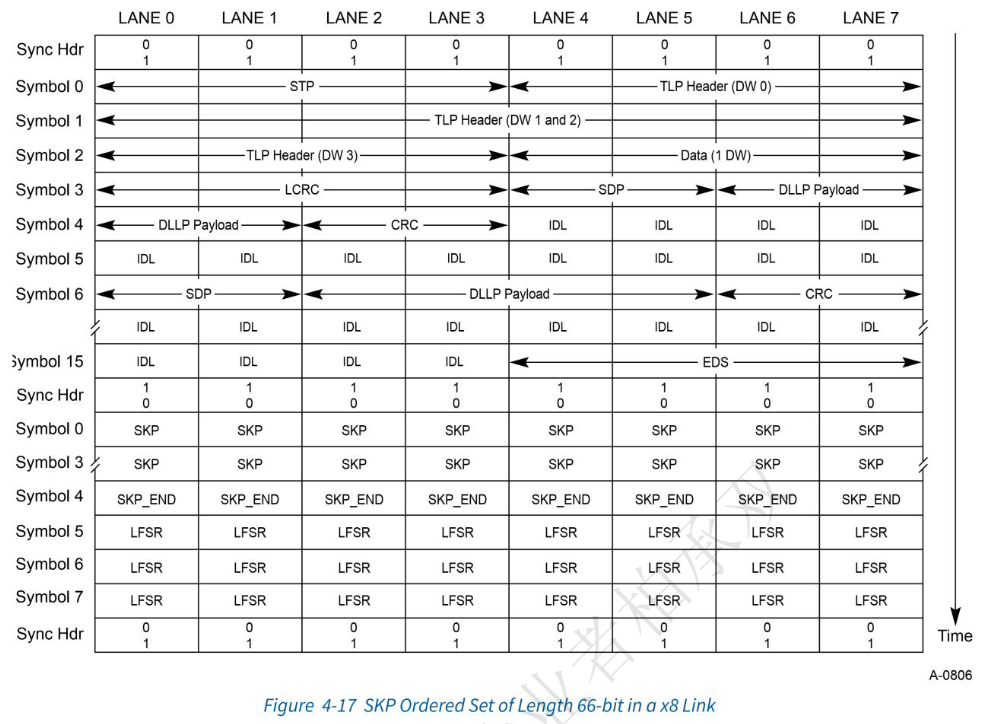 LANE 0 LANE 1 LANE 2 LANE 3 LANE 4 LANE 5 LANE 6 LANE 7
Sync Hdr 0 0 0 0 0 0 0 0
1 1 1 1 1 1 1 1
Symbol 0 STP TLP Header (DW 0)
Symbol 1 TLP Header (DW 1 and 2)
Symbol 2 TLP Header (DW 3) Data (1 DW)
Symbol 3 LCRC SDP DLLP Payload
Symbol 4 DLLP Payload CRC IDL IDL IDL IDL
Symbol 5 IDL IDL IDL IDL IDL IDL IDL IDL
Symbol 6 SDP DLLP Payload CRC
IDL IDL IDL IDL IDL IDL IDL IDL
Symbol 15 IDL IDL IDL IDL EDS
Sync Hdr 1 1 1 1 1 1 1 1
0 0 0 0 0 0 0 0
Symbol 0 SKP SKP SKP SKP SKP SKP SKP SKP
Symbol 3 SKP SKP SKP SKP SKP SKP SKP SKP
Symbol 4 SKP_END SKP_END SKP_END SKP_END SKP_END SKP_END SKP_END SKP_END
Symbol 5 LFSR LFSR LFSR LFSR LFSR LFSR LFSR LFSR
Symbol 6 LFSR LFSR LFSR LFSR LFSR LFSR LFSR LFSR
Symbol 7 LFSR LFSR LFSR LFSR LFSR LFSR LFSR LFSR
Sync Hdr 0 0 0 0 0 0 0 0
1 1 1 1 1 1 1 1
Time
A-0806
业者柏承双
Figure 4-17 SKP Ordered Set of Length 66-bit in a x8 Link